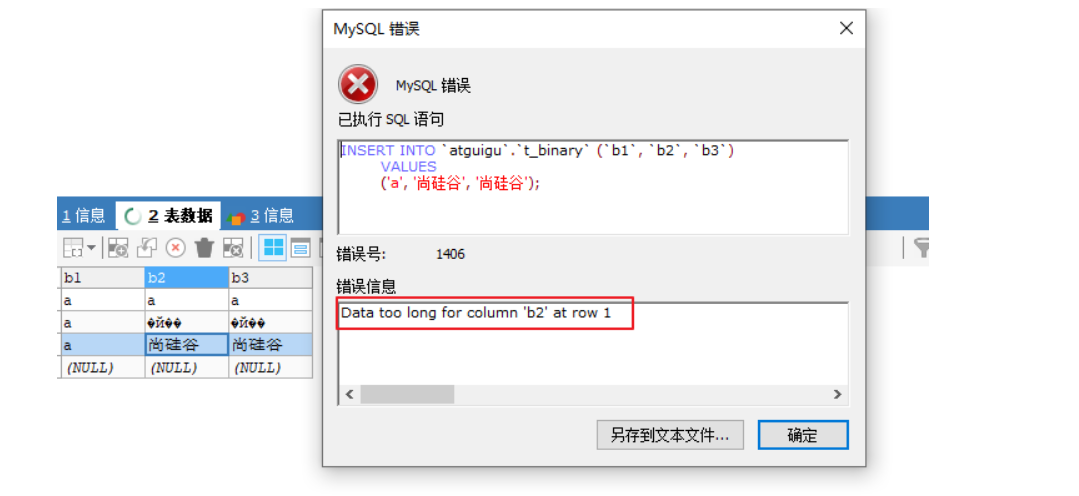 MySQL 错误
MySQL 错误
已执行 SQL 语句
INSERT INTO `atguigu`.`t_binary` (`b1`, `b2`, `b3`)
VALUES
('a', '尚硅谷', '尚硅谷');
错误号: 1406
错误信息
Data too long for column 'b2' at row 1
另存到文本文件... 确定
1 信息 2 表数据 3 信息
b1 b2 b3
a a a
a �й�� �й��
a 尚硅谷 尚硅谷
(NULL) (NULL) (NULL)